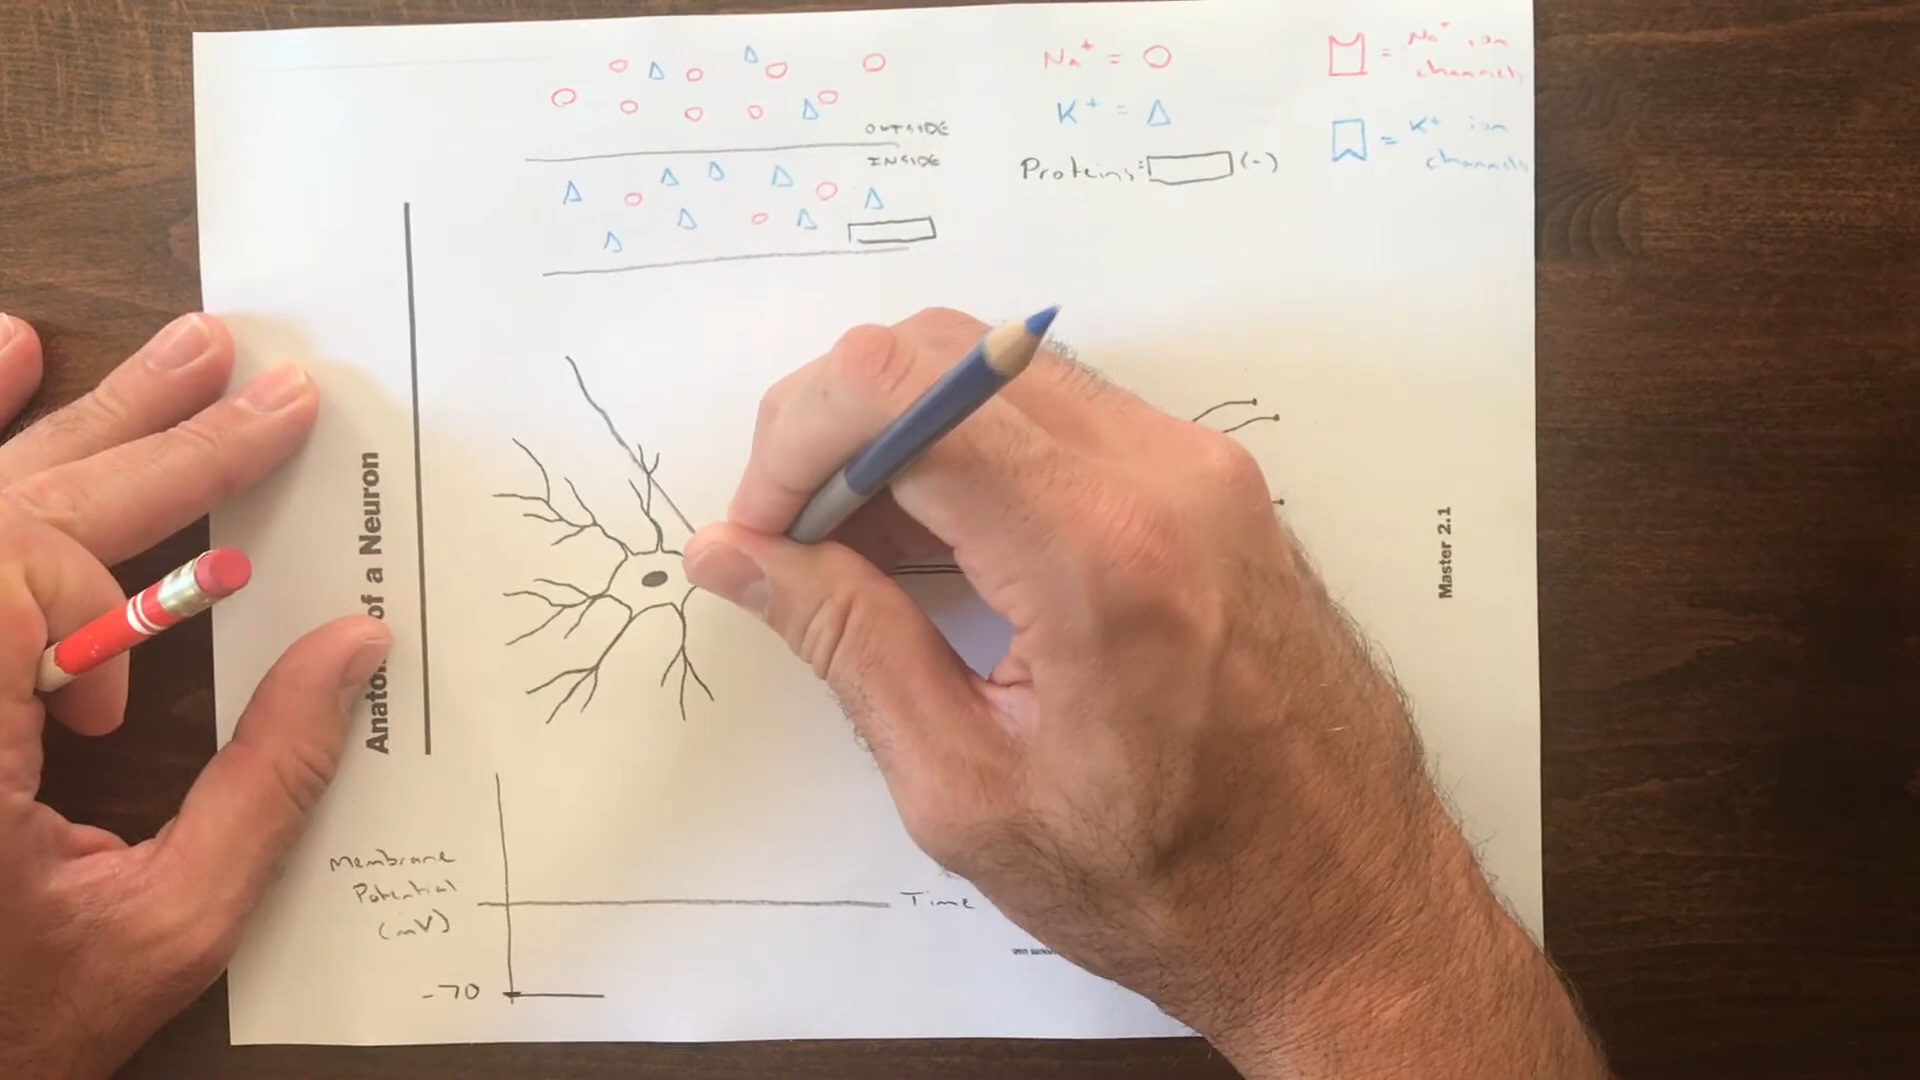 Na+ = ○
K+ = △
Proteins: (-)
= Na+ ion
channels
= K+ ion
channels
OUTSIDE
INSIDE
of a Neuron
Master 2.1
Membrane
Potential
(mV)
Time
-70